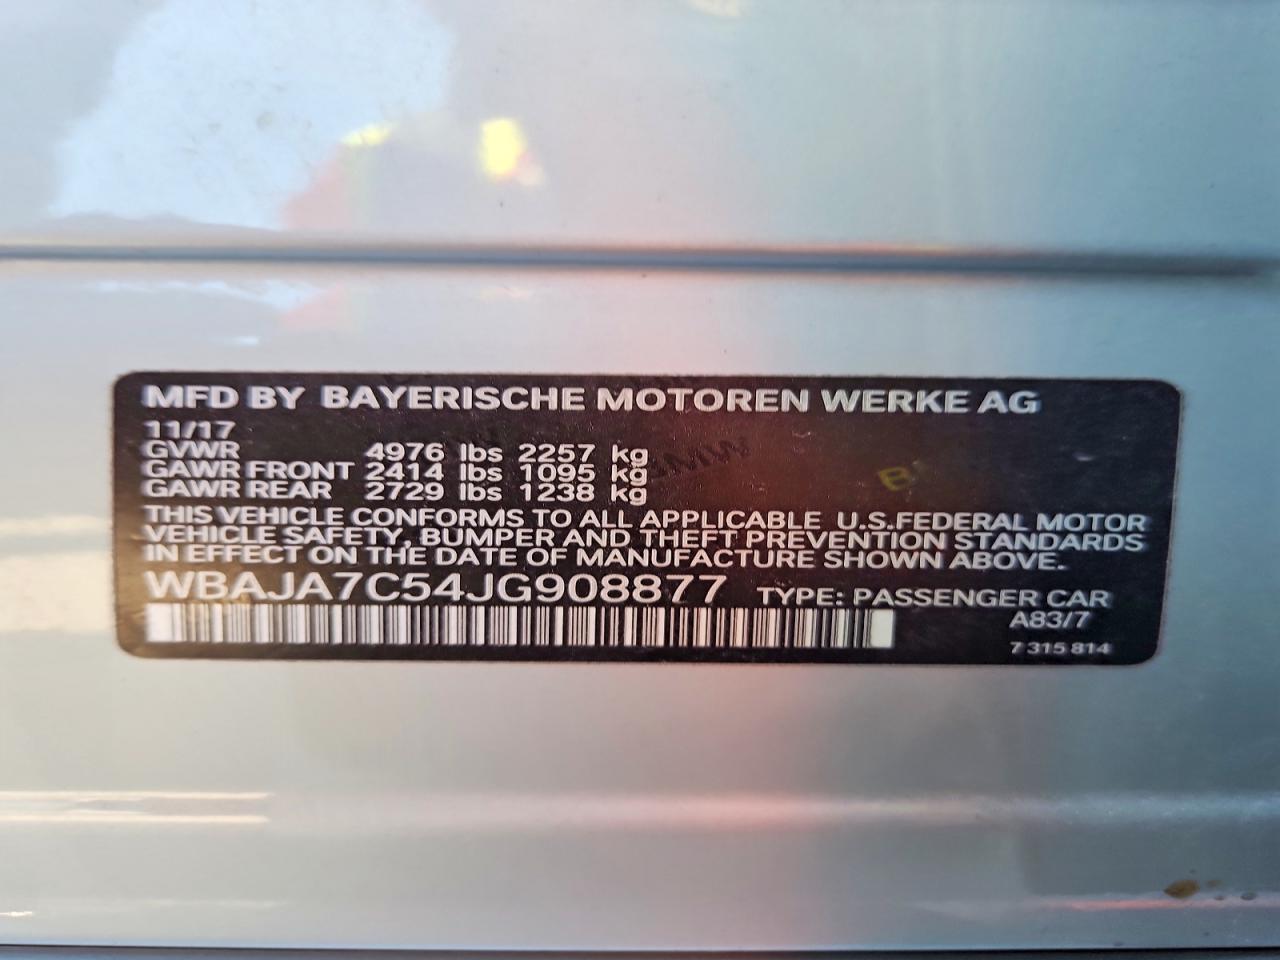 MFD BY BAYERISCHE MOTOREN WERKE AG
11/17
GVWR 4976 lbs 2257 kg
GAWR FRONT 2414 lbs 1095 kg
GAWR REAR 2729 lbs 1238 kg
THIS VEHICLE CONFORMS TO ALL APPLICABLE U.S.FEDERAL MOTOR
VEHICLE SAFETY, BUMPER AND THEFT PREVENTION STANDARDS
IN EFFECT ON THE DATE OF MANUFACTURE SHOWN ABOVE.
WBAJA7C54JG908877 TYPE: PASSENGER CAR
A83/7
7 315 814
BMW